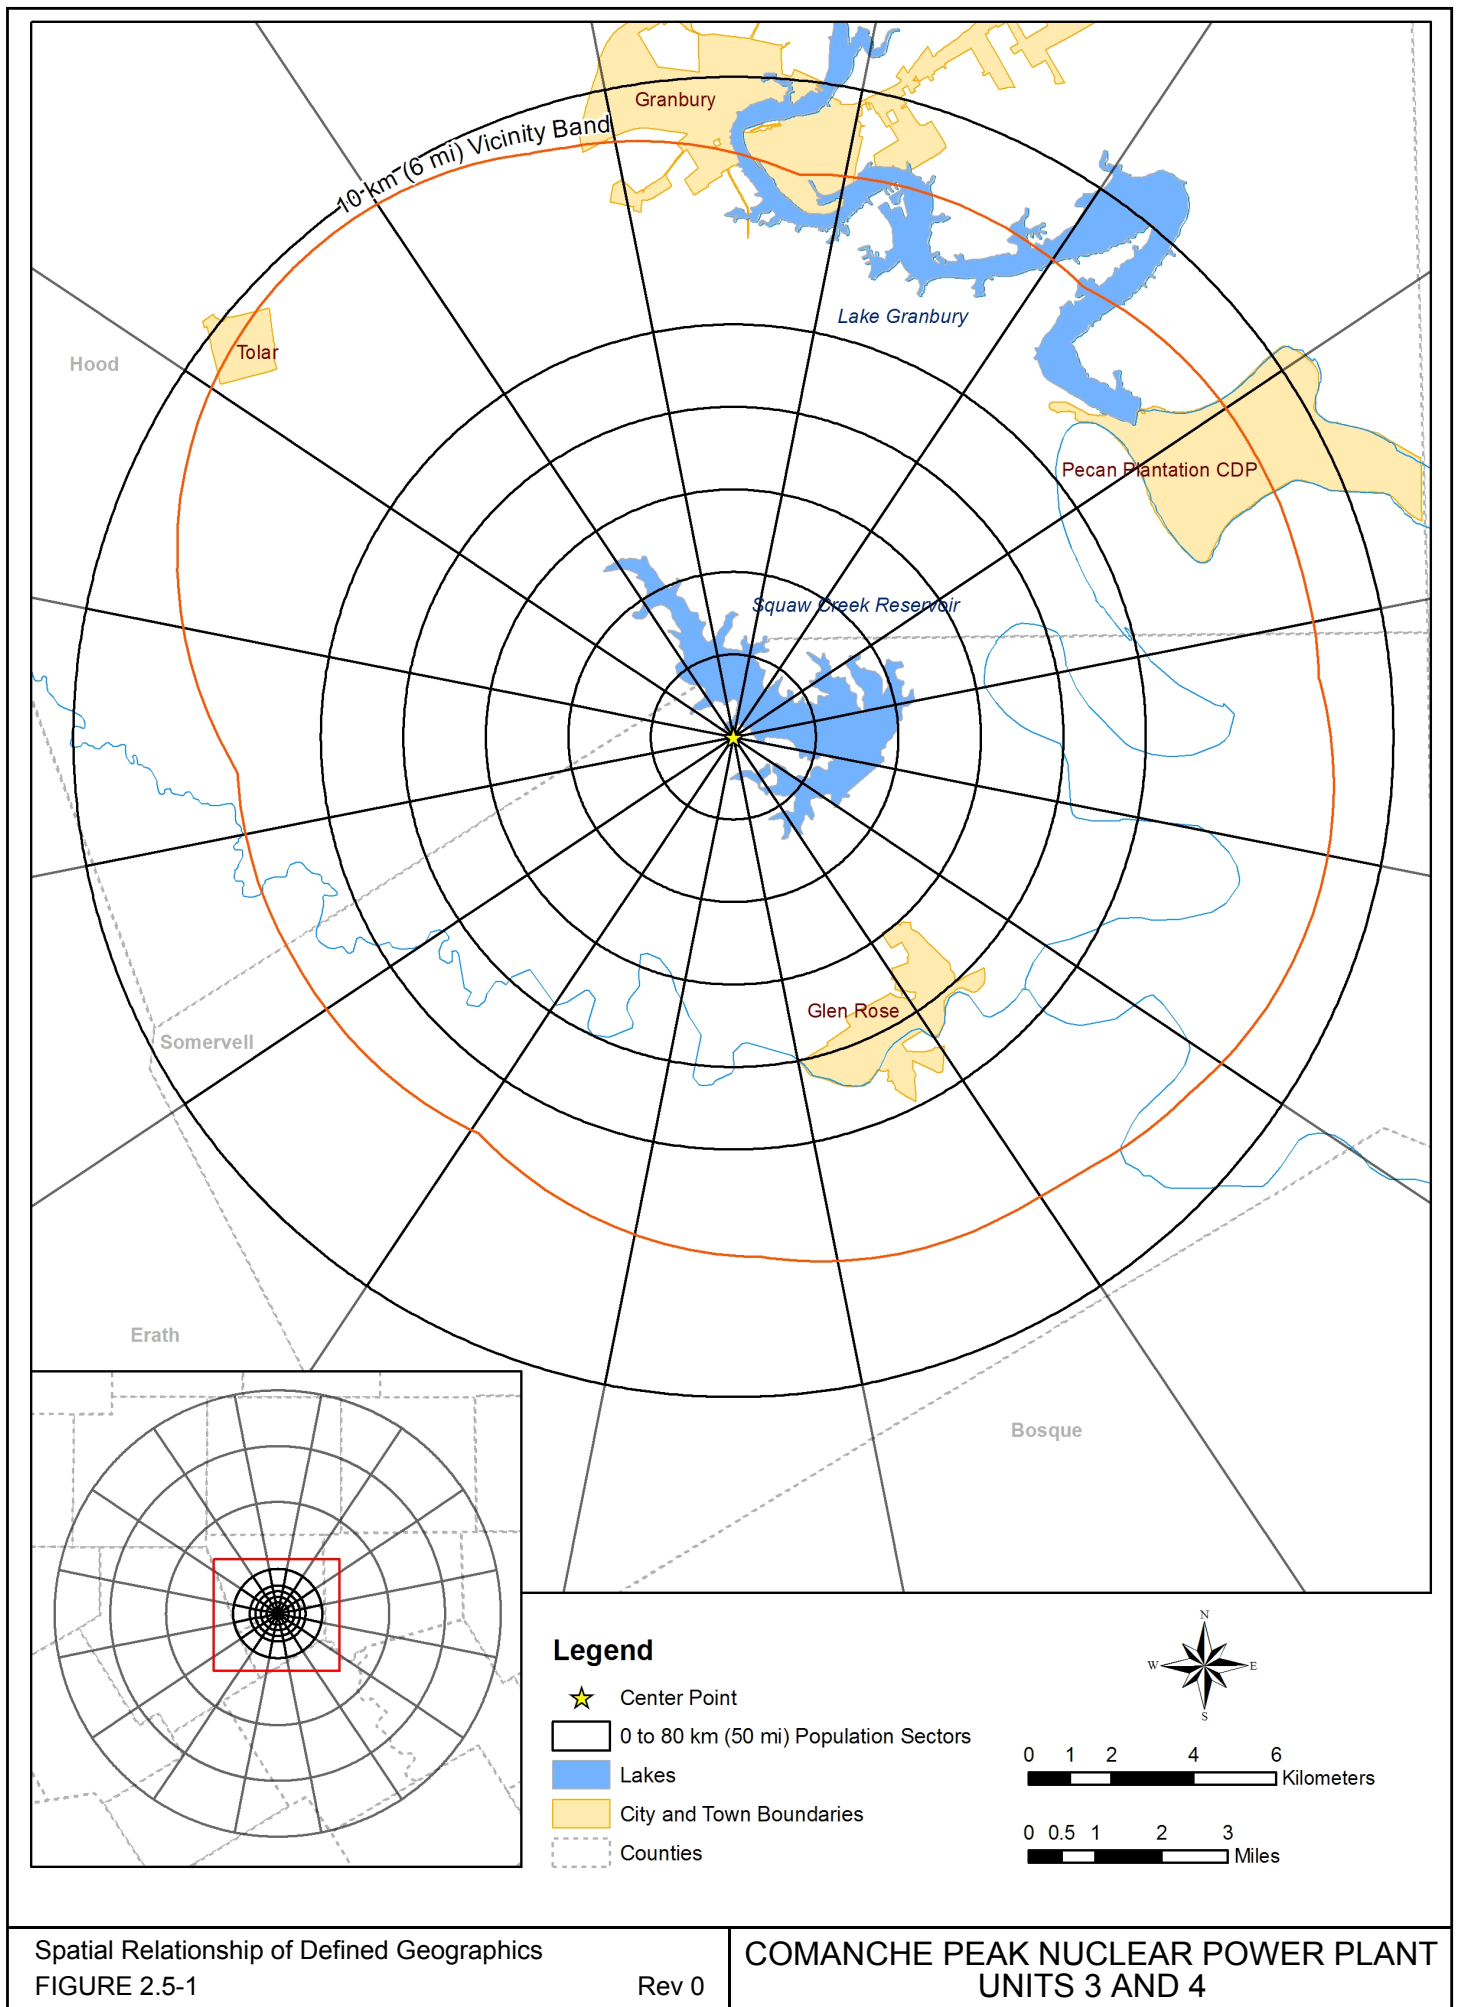 Granbury
10-km (6 mi) Vicinity Band
Lake Granbury
Tolar
Hood
Pecan Plantation CDP
Squaw Creek Reservoir
Glen Rose
Somervell
Erath
Bosque
Legend
Center Point
0 to 80 km (50 mi) Population Sectors
Lakes
City and Town Boundaries
Counties
N
W E
S
0 1 2 4 6
Kilometers
0 0.5 1 2 3
Miles
Spatial Relationship of Defined Geographics
FIGURE 2.5-1 Rev 0
COMANCHE PEAK NUCLEAR POWER PLANT
UNITS 3 AND 4